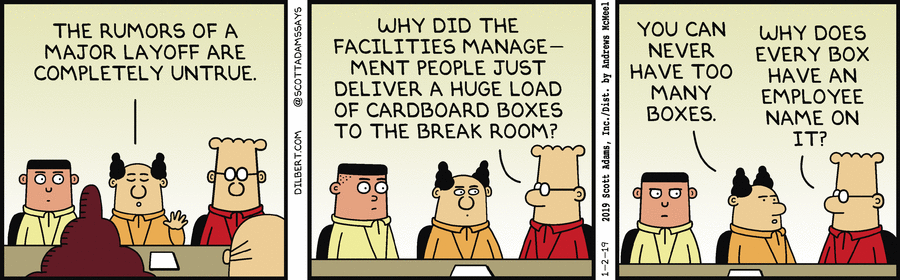 THE RUMORS OF A
MAJOR LAYOFF ARE
COMPLETELY UNTRUE.
DILBERT.COM @SCOTTADAMSSAYS
WHY DID THE
FACILITIES MANAGE—
MENT PEOPLE JUST
DELIVER A HUGE LOAD
OF CARDBOARD BOXES
TO THE BREAK ROOM?
1-2-19 2019 Scott Adams, Inc./Dist. by Andrews McMeel
YOU CAN
NEVER
HAVE TOO
MANY
BOXES.
WHY DOES
EVERY BOX
HAVE AN
EMPLOYEE
NAME ON
IT?